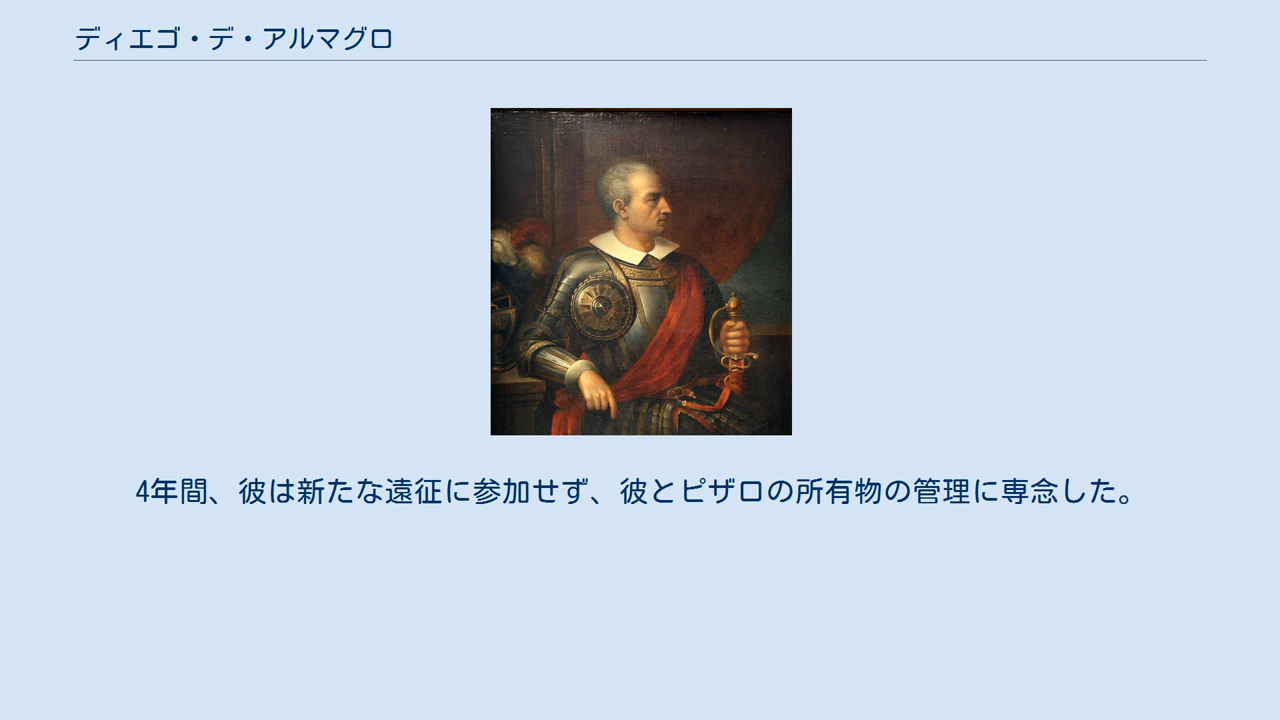 ディエゴ・デ・アルマグロ
4年間、彼は新たな遠征に参加せず、彼とピザロの所有物の管理に専念した。